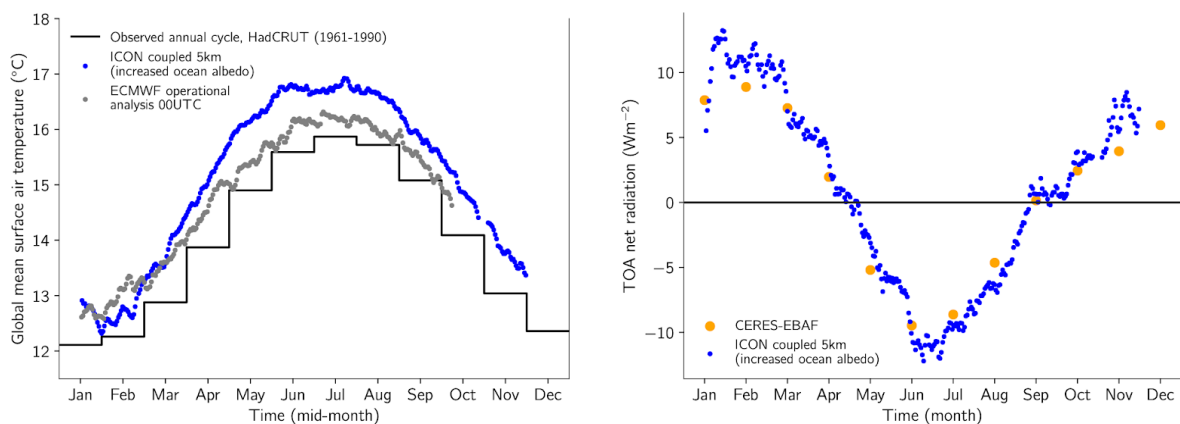 18
17
16
15
14
13
12
Global mean surface air temperature (°C)
Observed annual cycle, HadCRUT (1961-1990)
ICON coupled 5km
(increased ocean albedo)
ECMWF operational
analysis 00UTC
Jan Feb Mar Apr May Jun Jul Aug Sep Oct Nov Dec
Time (mid-month)
10
5
0
−5
−10
TOA net radiation (Wm⁻²)
CERES-EBAF
ICON coupled 5km
(increased ocean albedo)
Jan Feb Mar Apr May Jun Jul Aug Sep Oct Nov Dec
Time (month)